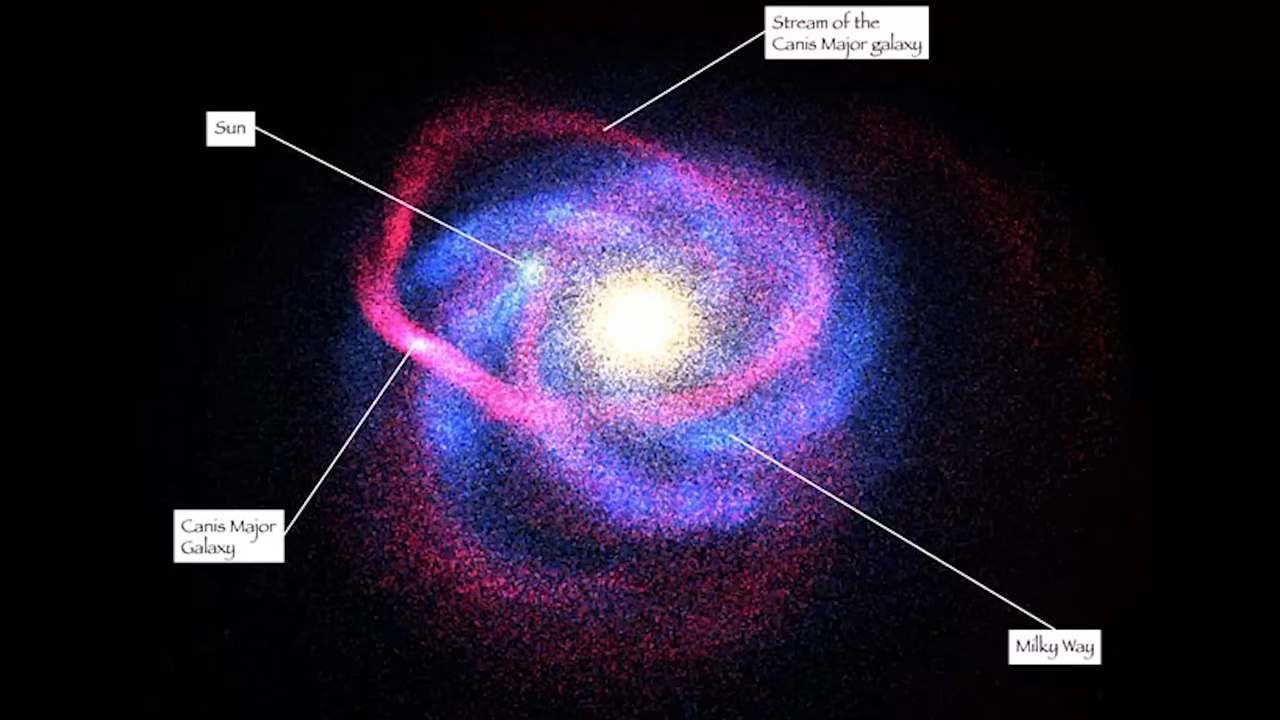 Stream of the
Canis Major galaxy
Sun
Canis Major
Galaxy
Milky Way